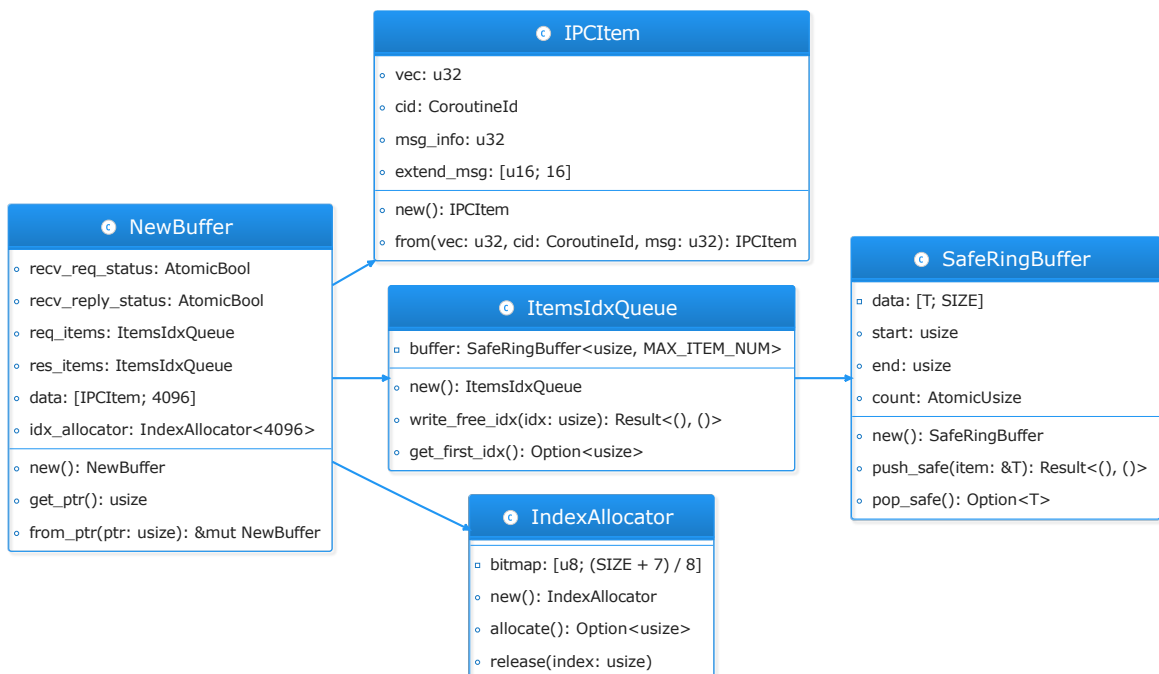 C IPCItem
vec: u32
cid: CoroutineId
msg_info: u32
extend_msg: [u16; 16]
new(): IPCItem
from(vec: u32, cid: CoroutineId, msg: u32): IPCItem
C NewBuffer
recv_req_status: AtomicBool
recv_reply_status: AtomicBool
req_items: ItemsIdxQueue
res_items: ItemsIdxQueue
data: [IPCItem; 4096]
idx_allocator: IndexAllocator<4096>
new(): NewBuffer
get_ptr(): usize
from_ptr(ptr: usize): &mut NewBuffer
C ItemsIdxQueue
buffer: SafeRingBuffer<usize, MAX_ITEM_NUM>
new(): ItemsIdxQueue
write_free_idx(idx: usize): Result<(), ()>
get_first_idx(): Option<usize>
C SafeRingBuffer
data: [T; SIZE]
start: usize
end: usize
count: AtomicUsize
new(): SafeRingBuffer
push_safe(item: &T): Result<(), ()>
pop_safe(): Option<T>
C IndexAllocator
bitmap: [u8; (SIZE + 7) / 8]
new(): IndexAllocator
allocate(): Option<usize>
release(index: usize)